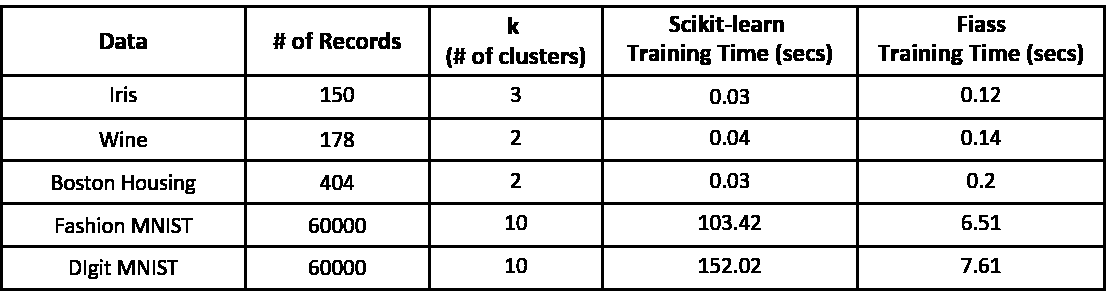 Data # of Records k (# of clusters) Scikit-learn Training Time (secs) Fiass Training Time (secs)
Iris 150 3 0.03 0.12
Wine 178 2 0.04 0.14
Boston Housing 404 2 0.03 0.2
Fashion MNIST 60000 10 103.42 6.51
DIgit MNIST 60000 10 152.02 7.61